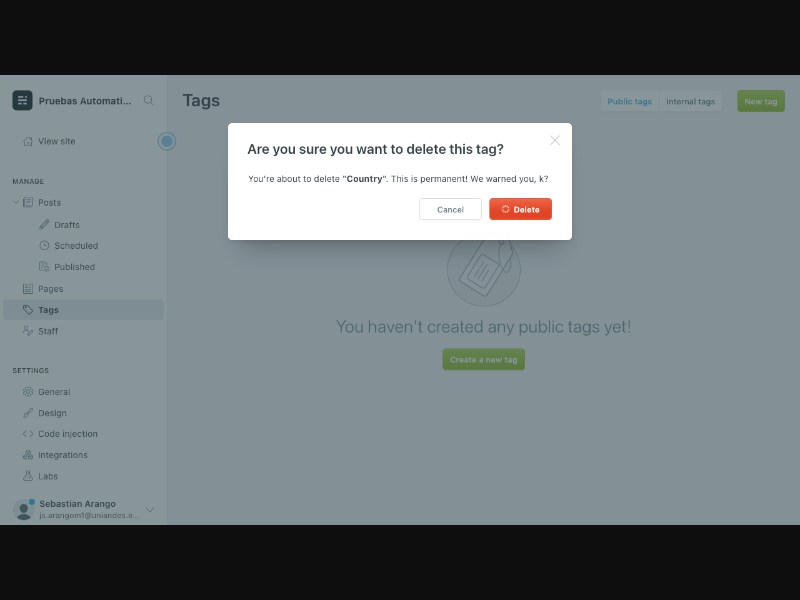 Pruebas Automati...
Tags
Public tags
Internal tags
New tag
View site
Are you sure you want to delete this tag?
You're about to delete "Country". This is permanent! We warned you, k?
Cancel
Delete
MANAGE
Posts
Drafts
Scheduled
Published
Pages
Tags
Staff
You haven't created any public tags yet!
Create a new tag
SETTINGS
General
Design
Code injection
Integrations
Labs
Sebastian Arango
js.arangom1@uniandes.e...